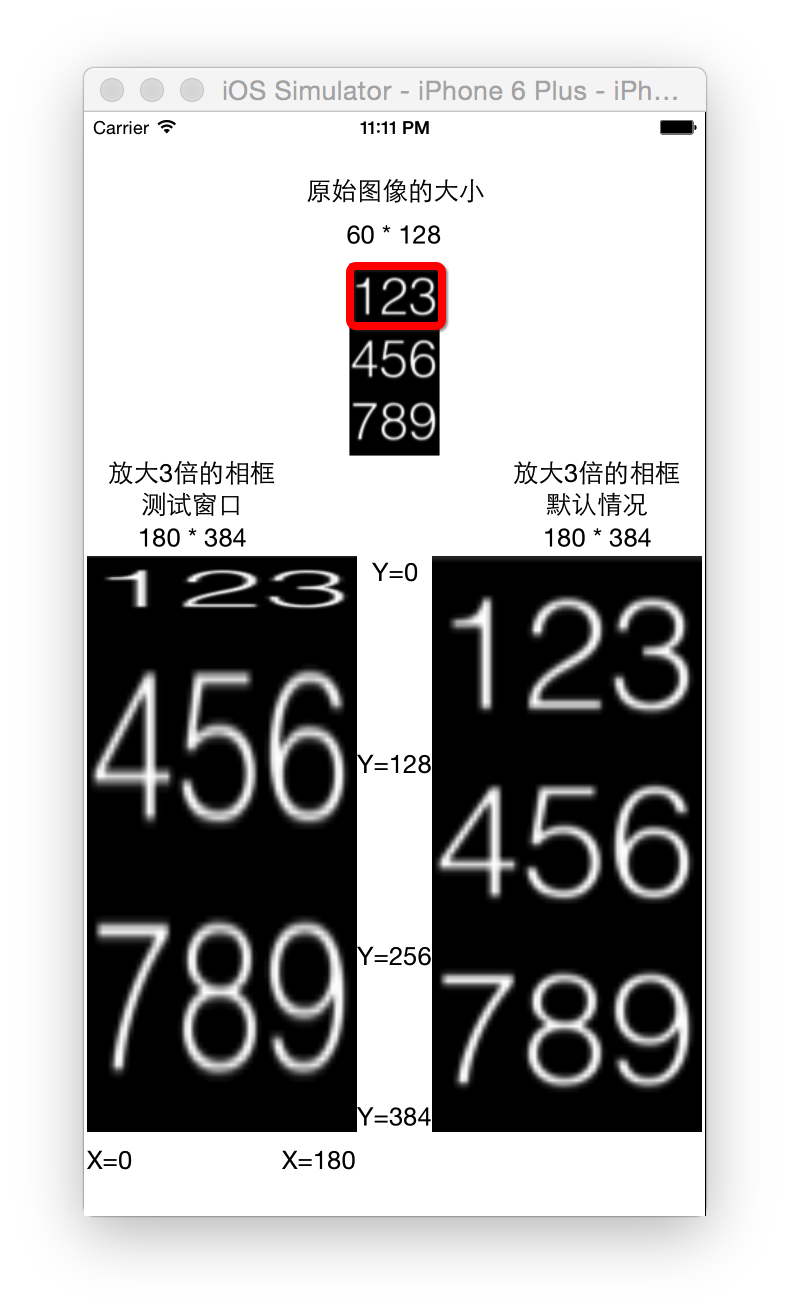 iOS Simulator - iPhone 6 Plus - iPh...
Carrier 11:11 PM
原始图像的大小
60 * 128
123
456
789
放大3倍的相框
测试窗口
180 * 384
放大3倍的相框
默认情况
180 * 384
123
456
789
Y=0
Y=128
Y=256
Y=384
123
456
789
X=0
X=180